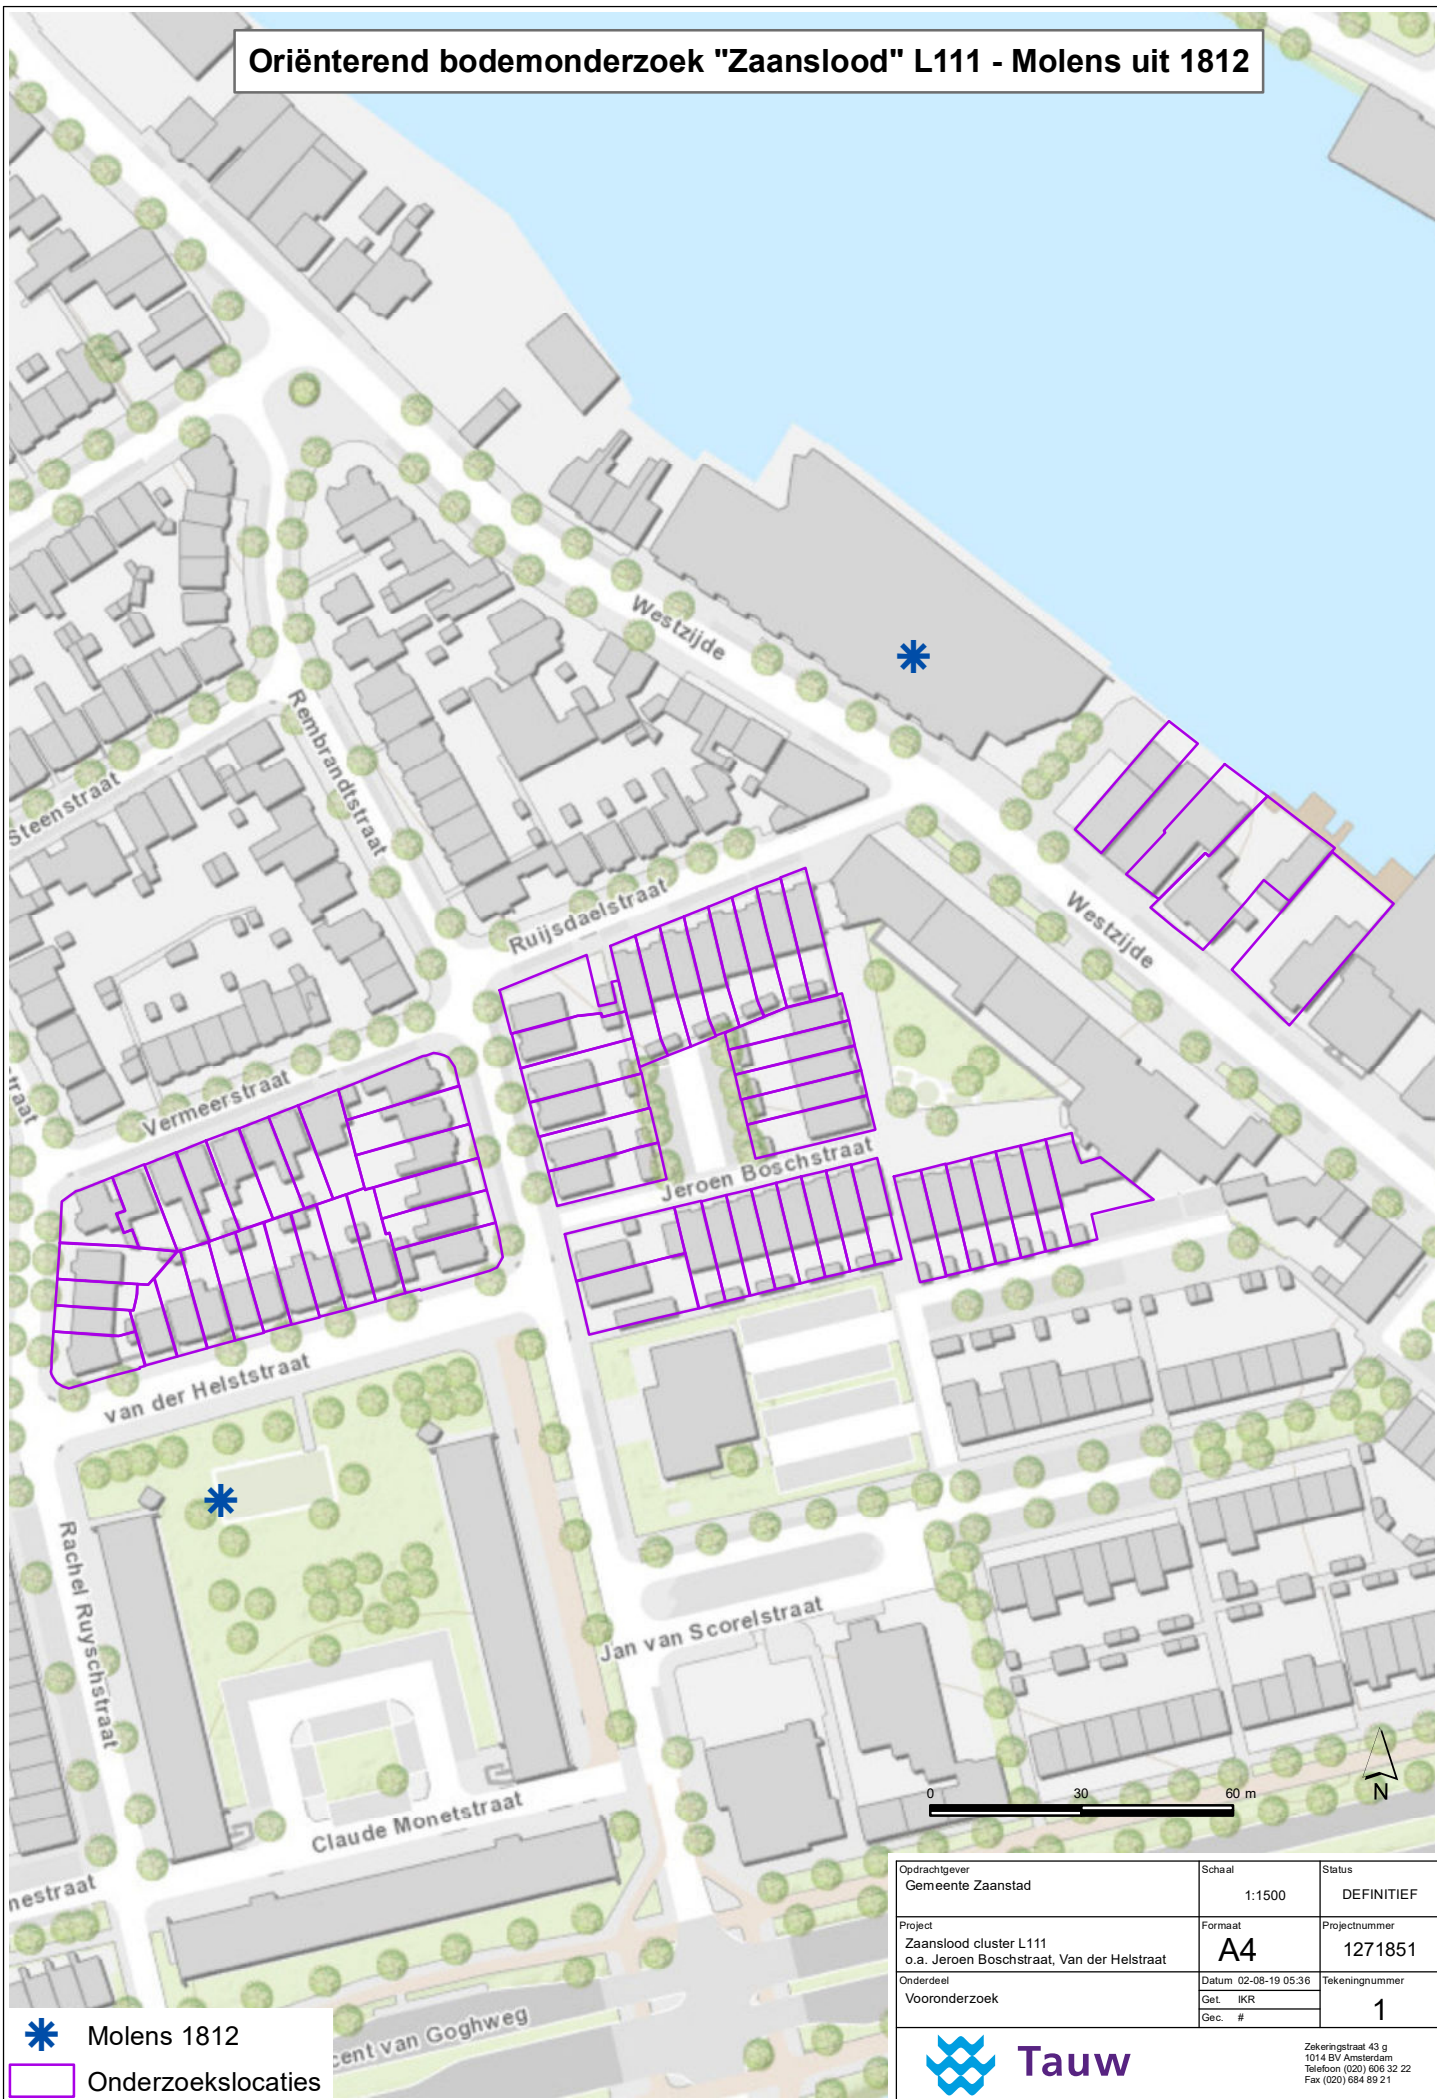 Oriënterend bodemonderzoek "Zaanslood" L111 - Molens uit 1812
Westzijde
Rembrandtstraat
Steenstraat
Ruijsdaelstraat
Westzijde
Vermeerstraat
traat
Jeroen Boschstraat
van der Helststraat
Rachel Ruyschstraat
Jan van Scorelstraat
Claude Monetstraat
nestraat
cent van Goghweg
0 30 60 m
N
Molens 1812
Onderzoekslocaties
Opdrachtgever
Gemeente Zaanstad
Schaal
1:1500
Status
DEFINITIEF
Project
Zaanslood cluster L111
o.a. Jeroen Boschstraat, Van der Helstraat
Formaat
A4
Projectnummer
1271851
Onderdeel
Vooronderzoek
Datum 02-08-19 05:36
Get. IKR
Gec. #
Tekeningnummer
1
Tauw
Zekeringstraat 43 g
1014 BV Amsterdam
Telefoon (020) 606 32 22
Fax (020) 684 89 21